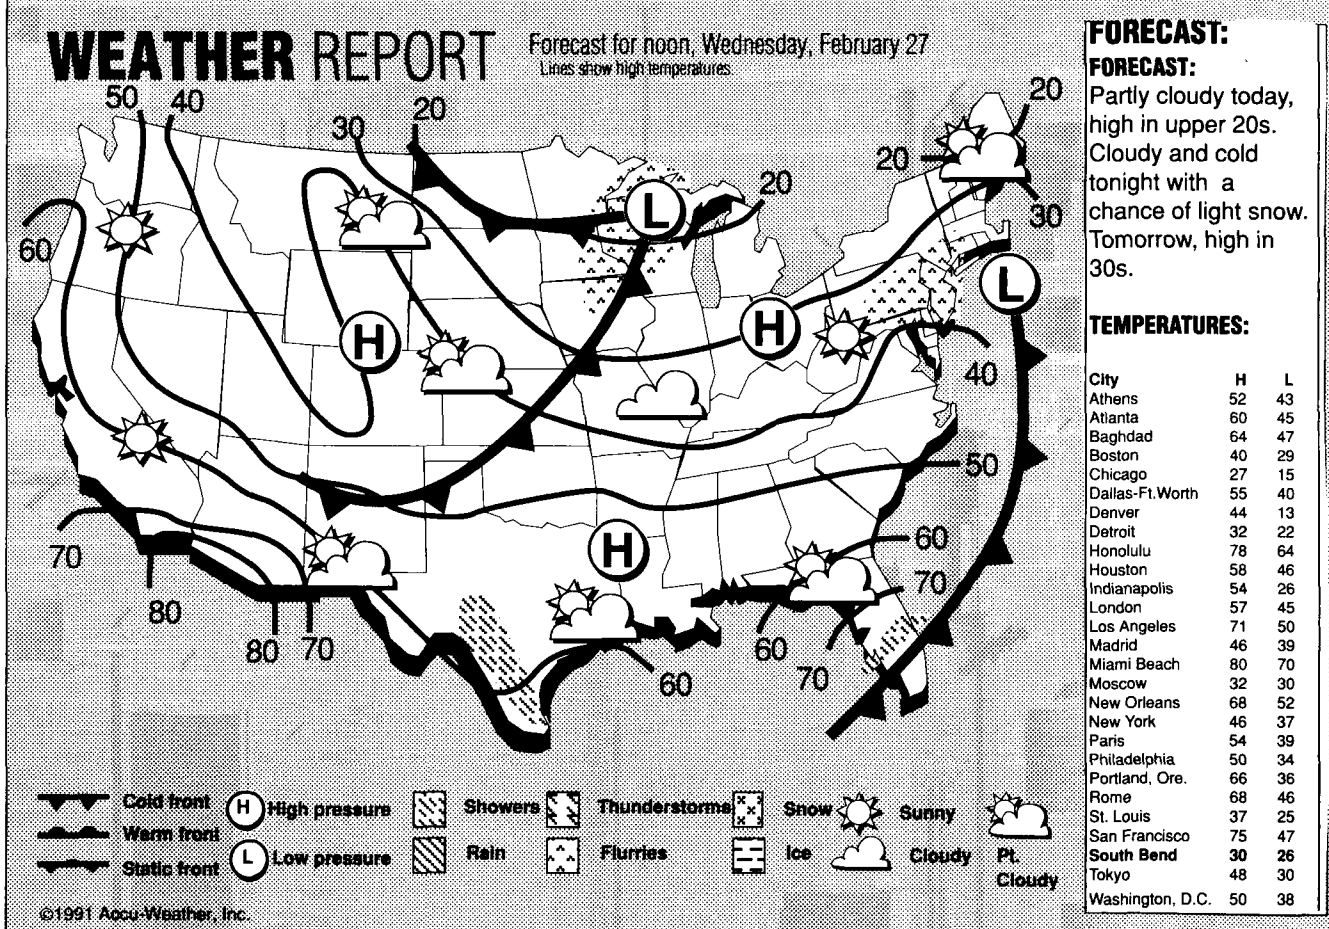 WEATHER REPORT
Forecast for noon, Wednesday, February 27
Lines show high temperatures.
50
40
20
30
20
20
20
30
60
L
L
H
H
40
50
H
60
70
70
80
80
70
60
60
70
Cold front
Warm front
Static front
H High pressure
L Low pressure
Showers
Rain
Thunderstorms
Flurries
Snow
Ice
Sunny
Cloudy
Pt.
Cloudy
©1991 Accu-Weather, Inc.
FORECAST:
FORECAST:
Partly cloudy today,
high in upper 20s.
Cloudy and cold
tonight with a
chance of light snow.
Tomorrow, high in
30s.
TEMPERATURES:
City H L
Athens 52 43
Atlanta 60 45
Baghdad 64 47
Boston 40 29
Chicago 27 15
Dallas-Ft.Worth 55 40
Denver 44 13
Detroit 32 22
Honolulu 78 64
Houston 58 46
Indianapolis 54 26
London 57 45
Los Angeles 71 50
Madrid 46 39
Miami Beach 80 70
Moscow 32 30
New Orleans 68 52
New York 46 37
Paris 54 39
Philadelphia 50 34
Portland, Ore. 66 36
Rome 68 46
St. Louis 37 25
San Francisco 75 47
South Bend 30 26
Tokyo 48 30
Washington, D.C. 50 38